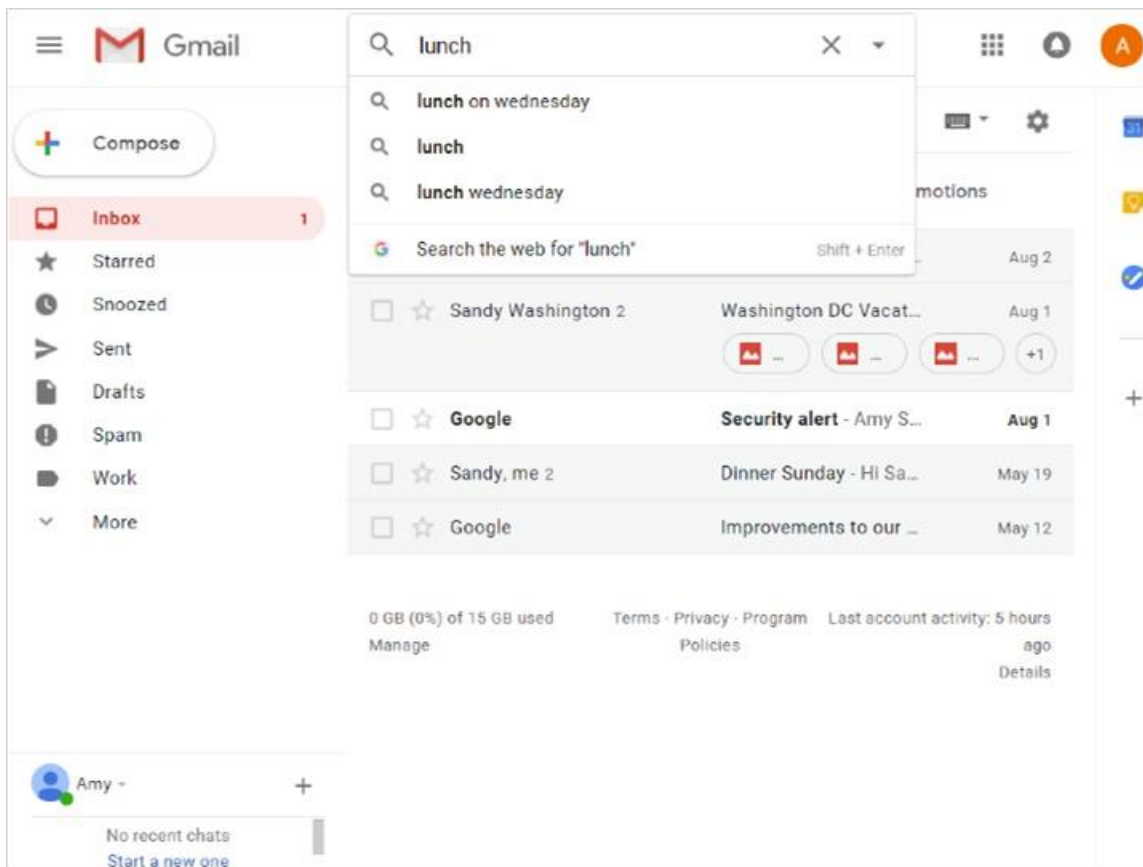 Gmail
lunch
A
lunch on wednesday
lunch
lunch wednesday
Search the web for "lunch" Shift + Enter
Compose
31
motions
Inbox 1
Starred
Snoozed
Sent
Drafts
Spam
Work
More
... Aug 2
Sandy Washington 2 Washington DC Vacat... Aug 1
... ... ... +1
Google Security alert - Amy S... Aug 1
Sandy, me 2 Dinner Sunday - Hi Sa... May 19
Google Improvements to our ... May 12
0 GB (0%) of 15 GB used
Manage
Terms - Privacy - Program
Policies
Last account activity: 5 hours
ago
Details
Amy
No recent chats
Start a new one